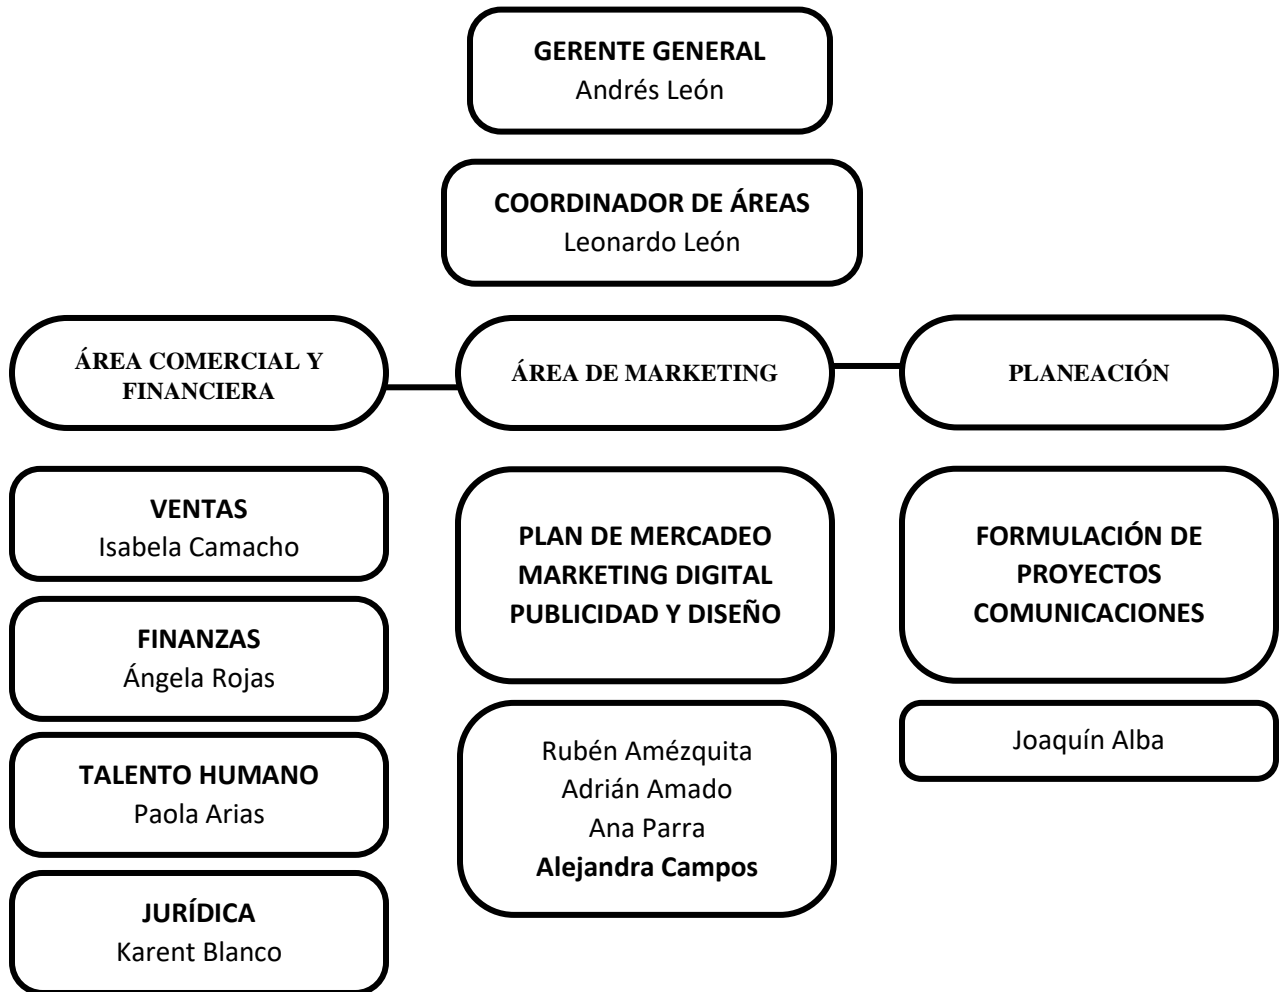 GERENTE GENERAL
Andrés León
COORDINADOR DE ÁREAS
Leonardo León
ÁREA COMERCIAL Y
FINANCIERA
ÁREA DE MARKETING
PLANEACIÓN
VENTAS
Isabela Camacho
FINANZAS
Ángela Rojas
TALENTO HUMANO
Paola Arias
JURÍDICA
Karent Blanco
PLAN DE MERCADEO
MARKETING DIGITAL
PUBLICIDAD Y DISEÑO
Rubén Amézquita
Adrián Amado
Ana Parra
Alejandra Campos
FORMULACIÓN DE
PROYECTOS
COMUNICACIONES
Joaquín Alba